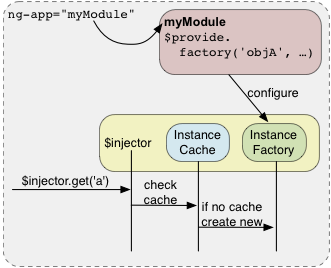 ng-app="myModule"
myModule
$provide.
factory('objA', …)
configure
$injector
Instance
Cache
Instance
Factory
$injector.get('a')
check
cache
if no cache
create new